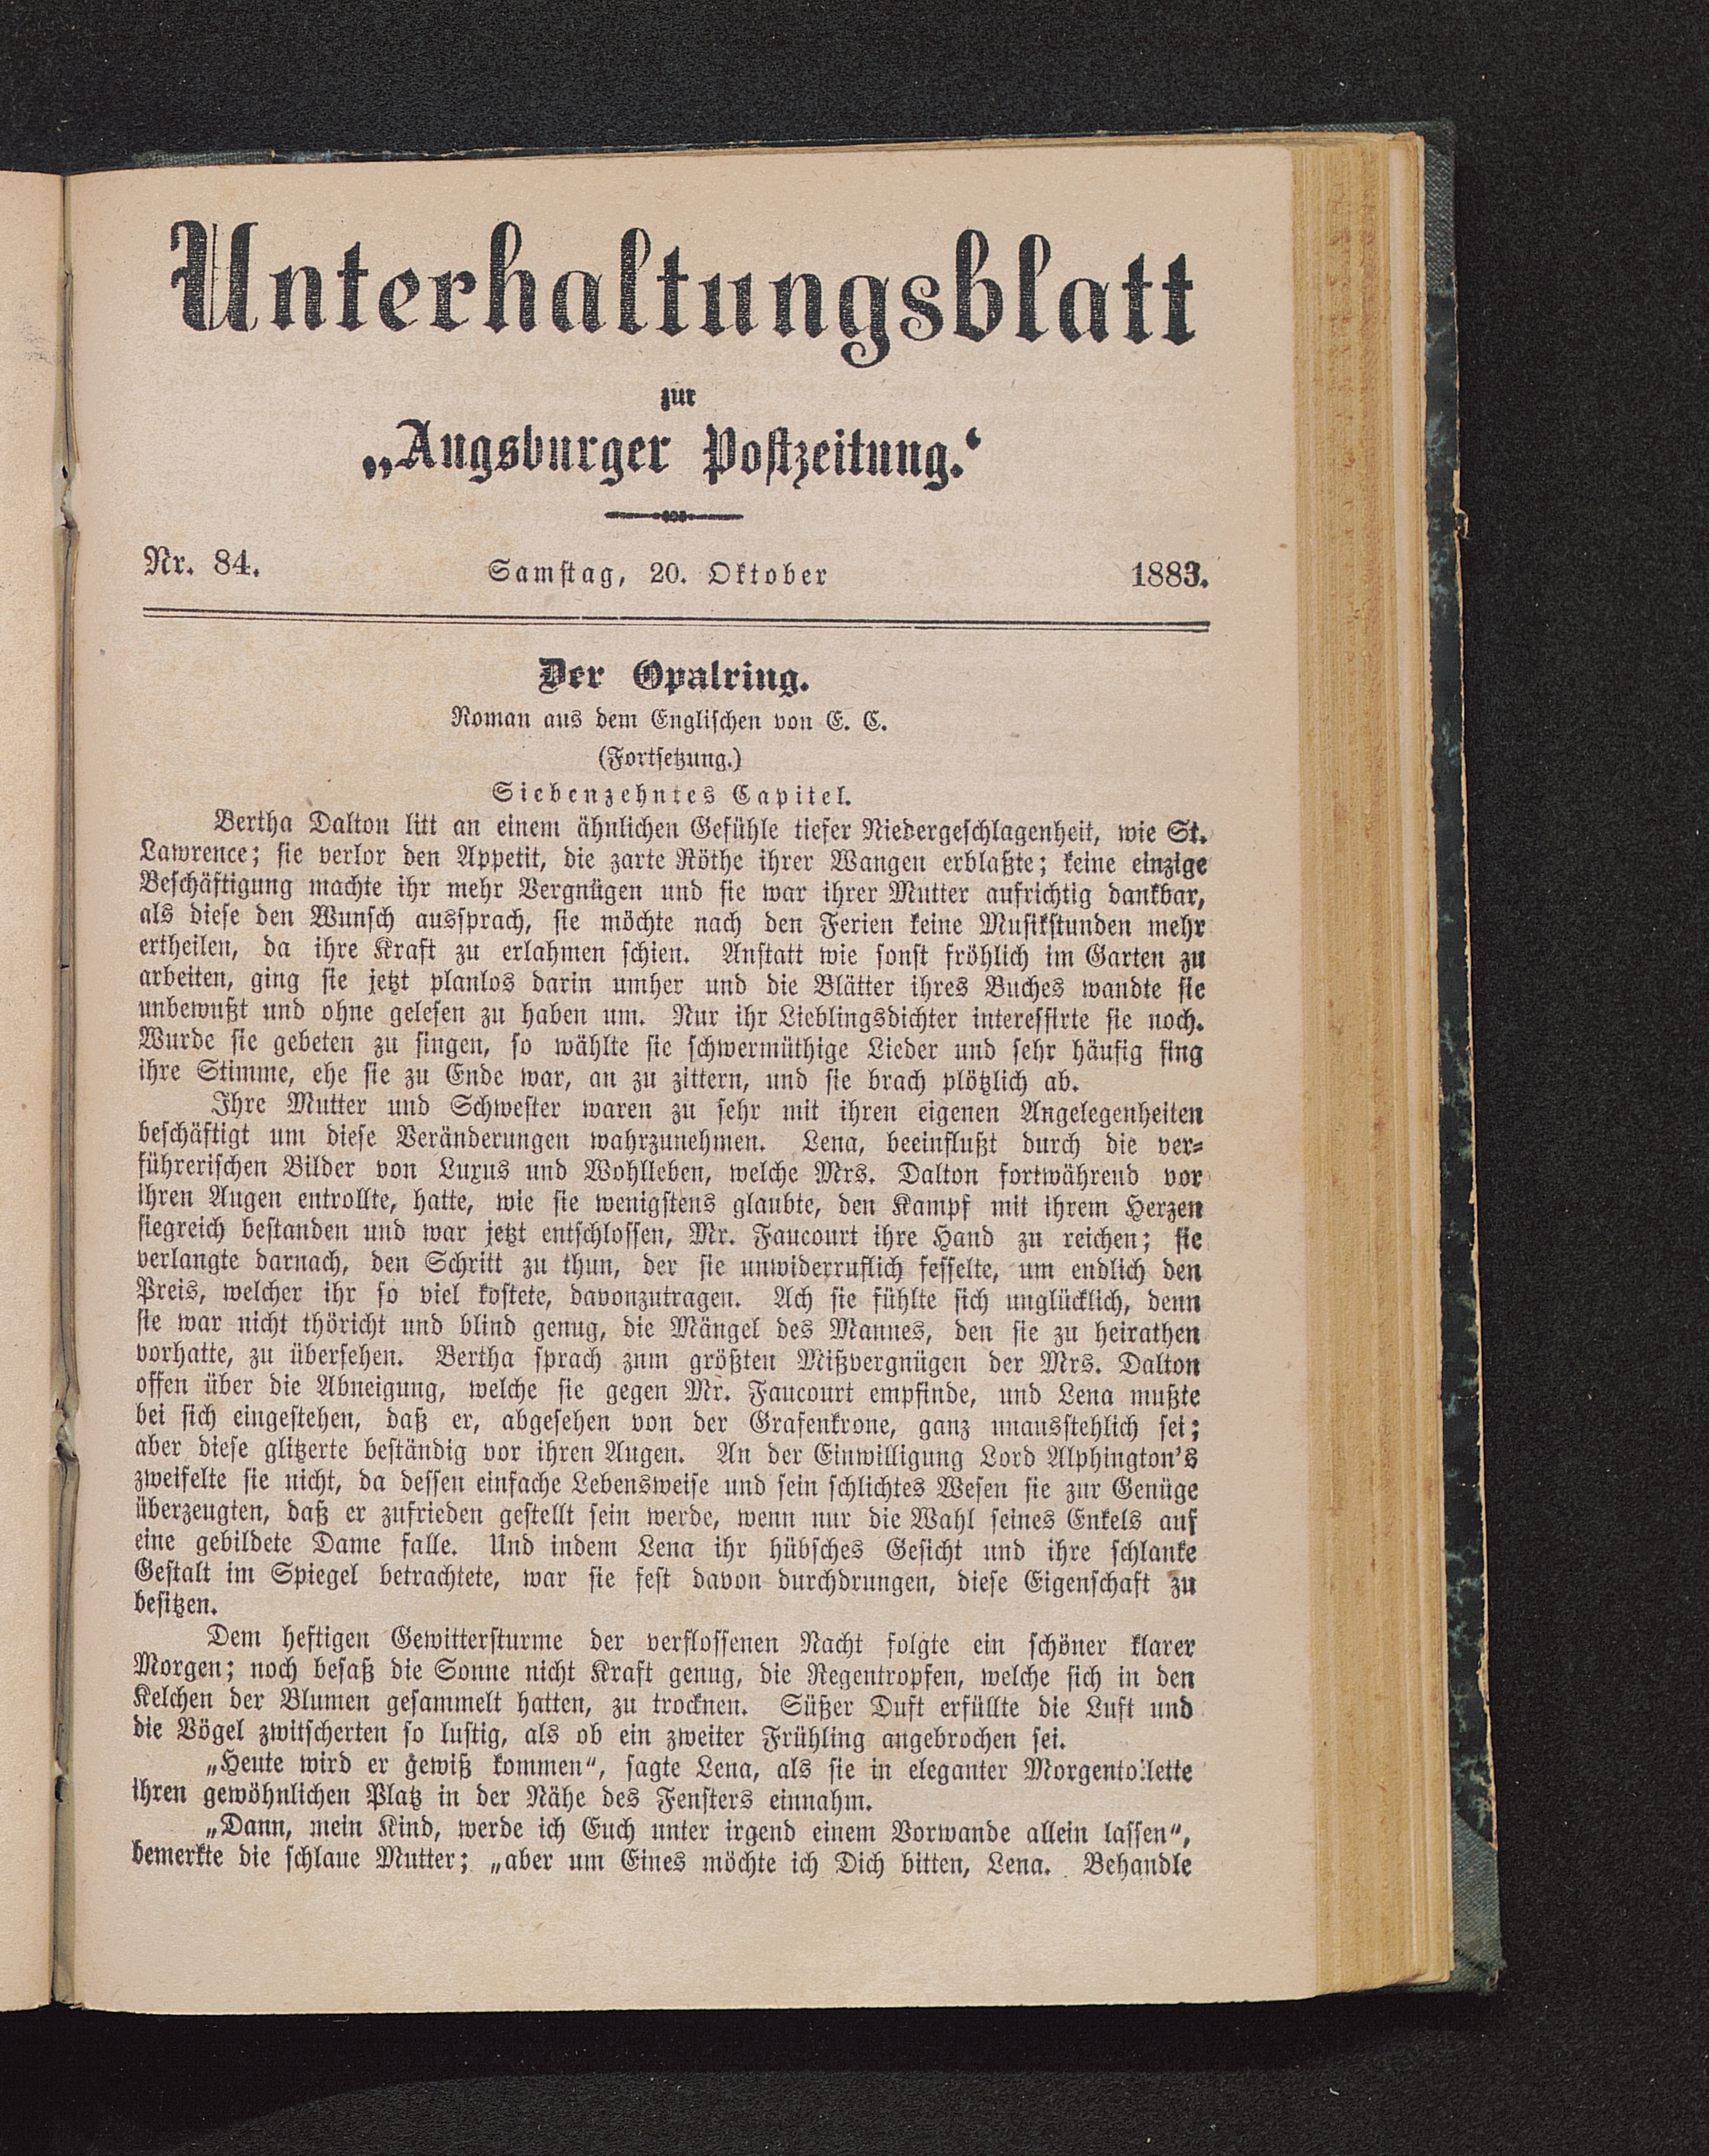 Unterhaltungsblatt
zur
„Augsburger Postzeitung.‘
Nr. 84. Samstag, 20. Oktober 1883.
Der Opalring.
Roman aus dem Englischen von E. C.
(Fortsetzung.)
Siebenzehntes Capitel.
Bertha Dalton litt an einem ähnlichen Gefühle tiefer Niedergeschlagenheit, wie St.
Lawrence; sie verlor den Appetit, die zarte Röthe ihrer Wangen erblaßte; keine einzige
Beschäftigung machte ihr mehr Vergnügen und sie war ihrer Mutter aufrichtig dankbar,
als diese den Wunsch aussprach, sie möchte nach den Ferien keine Musikstunden mehr
ertheilen, da ihre Kraft zu erlahmen schien. Anstatt wie sonst fröhlich im Garten zu
arbeiten, ging sie jetzt planlos darin umher und die Blätter ihres Buches wandte sie
unbewußt und ohne gelesen zu haben um. Nur ihr Lieblingsdichter interessirte sie noch.
Wurde sie gebeten zu singen, so wählte sie schwermüthige Lieder und sehr häufig fing
ihre Stimme, ehe sie zu Ende war, an zu zittern, und sie brach plötzlich ab.
Ihre Mutter und Schwester waren zu sehr mit ihren eigenen Angelegenheiten
beschäftigt um diese Veränderungen wahrzunehmen. Lena, beeinflußt durch die ver-
führerischen Bilder von Luxus und Wohlleben, welche Mrs. Dalton fortwährend vor
ihren Augen entrollte, hatte, wie sie wenigstens glaubte, den Kampf mit ihrem Herzen
siegreich bestanden und war jetzt entschlossen, Mr. Faucourt ihre Hand zu reichen; sie
verlangte darnach, den Schritt zu thun, der sie unwiderruflich fesselte, um endlich den
Preis, welcher ihr so viel kostete, davonzutragen. Ach sie fühlte sich unglücklich, denn
sie war nicht thöricht und blind genug, die Mängel des Mannes, den sie zu heirathen
vorhatte, zu übersehen. Bertha sprach zum größten Mißvergnügen der Mrs. Dalton
offen über die Abneigung, welche sie gegen Mr. Faucourt empfinde, und Lena mußte
bei sich eingestehen, daß er, abgesehen von der Grafenkrone, ganz unausstehlich sei;
aber diese glitzerte beständig vor ihren Augen. An der Einwilligung Lord Alphington's
zweifelte sie nicht, da dessen einfache Lebensweise und sein schlichtes Wesen sie zur Genüge
überzeugten, daß er zufrieden gestellt sein werde, wenn nur die Wahl seines Enkels auf
eine gebildete Dame falle. Und indem Lena ihr hübsches Gesicht und ihre schlanke
Gestalt im Spiegel betrachtete, war sie fest davon durchdrungen, diese Eigenschaft zu
besitzen.
Dem heftigen Gewittersturme der verflossenen Nacht folgte ein schöner klarer
Morgen; noch besaß die Sonne nicht Kraft genug, die Regentropfen, welche sich in den
Kelchen der Blumen gesammelt hatten, zu trocknen. Süßer Duft erfüllte die Luft und
die Vögel zwitscherten so lustig, als ob ein zweiter Frühling angebrochen sei.
„Heute wird er gewiß kommen“, sagte Lena, als sie in eleganter Morgentoilette
ihren gewöhnlichen Platz in der Nähe des Fensters einnahm.
„Dann, mein Kind, werde ich Euch unter irgend einem Vorwande allein lassen“,
bemerkte die schlaue Mutter; „aber um Eines möchte ich Dich bitten, Lena. Behandle